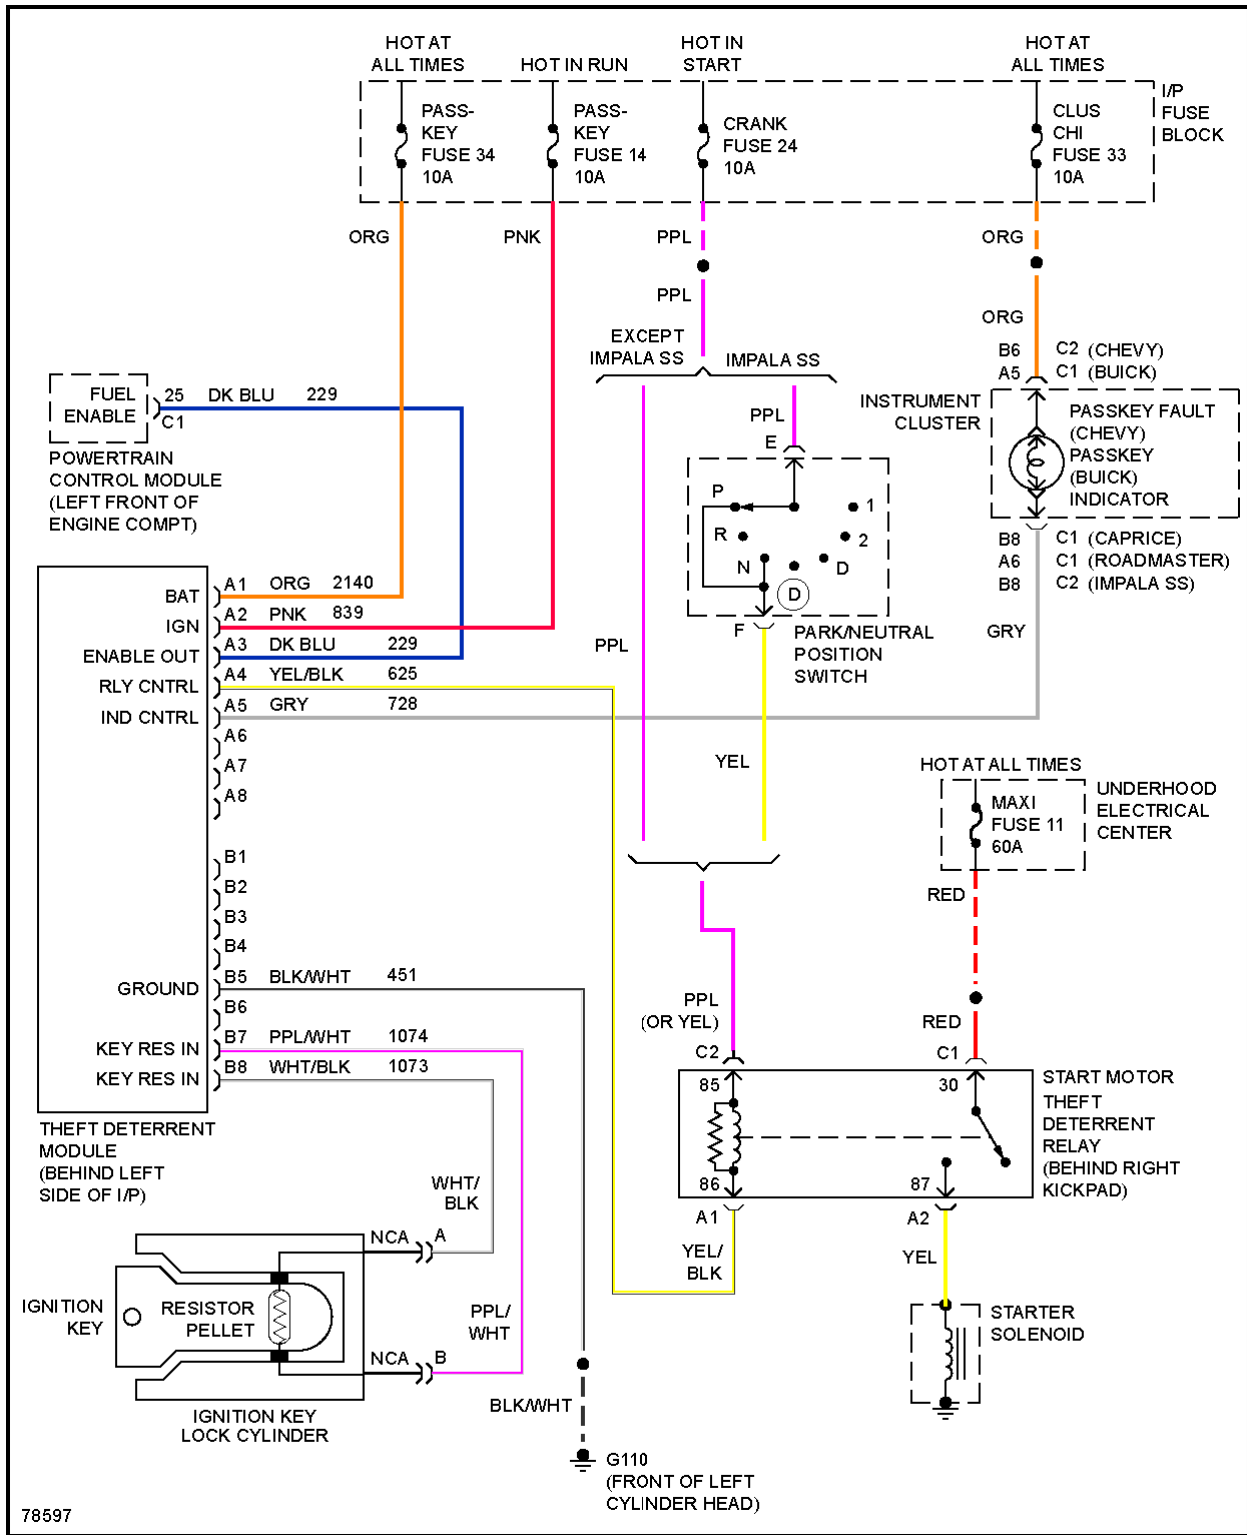 HOT AT
ALL TIMES
HOT IN RUN
HOT IN
START
HOT AT
ALL TIMES
I/P
FUSE
BLOCK
PASS-
KEY
FUSE 34
10A
PASS-
KEY
FUSE 14
10A
CRANK
FUSE 24
10A
CLUS
CHI
FUSE 33
10A
ORG
PNK
PPL
ORG
PPL
ORG
EXCEPT
IMPALA SS
IMPALA SS
B6 C2 (CHEVY)
A5 C1 (BUICK)
FUEL
ENABLE
25 DK BLU 229
C1
POWERTRAIN
CONTROL MODULE
(LEFT FRONT OF
ENGINE COMPT)
PPL
E
INSTRUMENT
CLUSTER
PASSKEY FAULT
(CHEVY)
PASSKEY
(BUICK)
INDICATOR
P
R
N
D
D
2
1
F
PARK/NEUTRAL
POSITION
SWITCH
B8 C1 (CAPRICE)
A6 C1 (ROADMASTER)
B8 C2 (IMPALA SS)
GRY
BAT A1 ORG 2140
IGN A2 PNK 839
ENABLE OUT A3 DK BLU 229
RLY CNTRL A4 YEL/BLK 625
IND CNTRL A5 GRY 728
A6
A7
A8
B1
B2
B3
B4
GROUND B5 BLK/WHT 451
B6
KEY RES IN B7 PPL/WHT 1074
KEY RES IN B8 WHT/BLK 1073
THEFT DETERRENT
MODULE
(BEHIND LEFT
SIDE OF I/P)
PPL
YEL
HOT AT ALL TIMES
MAXI
FUSE 11
60A
UNDERHOOD
ELECTRICAL
CENTER
RED
PPL
(OR YEL)
RED
C2
C1
85
30
86
87
START MOTOR
THEFT
DETERRENT
RELAY
(BEHIND RIGHT
KICKPAD)
A1
A2
YEL/
BLK
YEL
STARTER
SOLENOID
WHT/
BLK
NCA A
IGNITION
KEY
RESISTOR
PELLET
PPL/
WHT
NCA B
IGNITION KEY
LOCK CYLINDER
BLK/WHT
G110
(FRONT OF LEFT
CYLINDER HEAD)
78597